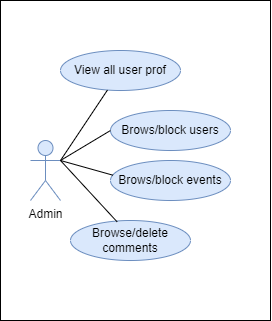 View all user prof
Brows/block users
Brows/block events
Admin
Browse/delete
comments